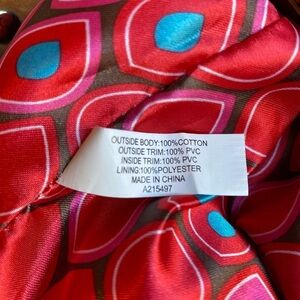 OUTSIDE BODY:100%COTTON
OUTSIDE TRIM:100% PVC
INSIDE TRIM:100% PVC
LINING:100%POLYESTER
MADE IN CHINA
A215497